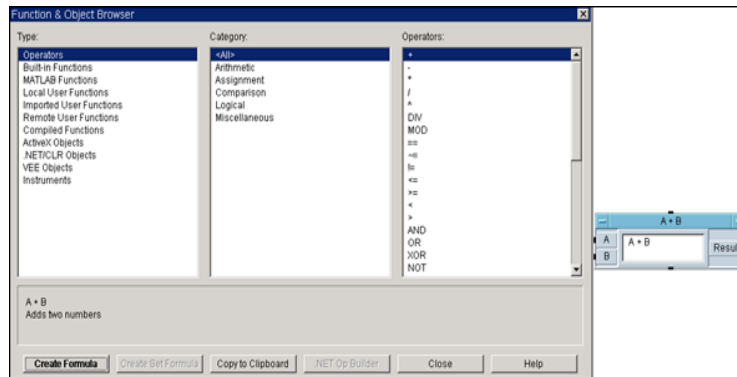 Function & Object Browser
Type:
Operators
Built-in Functions
MATLAB Functions
Local User Functions
Imported User Functions
Remote User Functions
Compiled Functions
ActiveX Objects
.NET/CLR Objects
VEE Objects
Instruments
Category:
<All>
Arithmetic
Assignment
Comparison
Logical
Miscellaneous
Operators:
+
-
*
/
^
DIV
MOD
==
~=
!=
<=
>=
<
>
AND
OR
XOR
NOT
A + B
Adds two numbers
Create Formula
Create Set Formula
Copy to Clipboard
.NET Op Builder
Close
Help
A + B
A
B
A + B
Resul